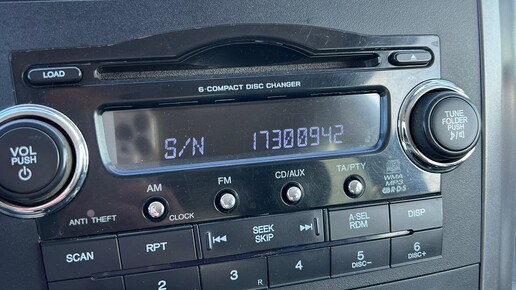 LOAD
6-COMPACT DISC CHANGER
VOL
PUSH
S/N 17300942
TUNE
FOLDER
PUSH
AM
FM
CD/AUX
TA/PTY
WMA
MP3
R·D·S
ANTI THEFT
CLOCK
SCAN
RPT
SEEK
SKIP
A.SEL
RDM
DISP
2
3 R
4
5
DISC-
6
DISC+